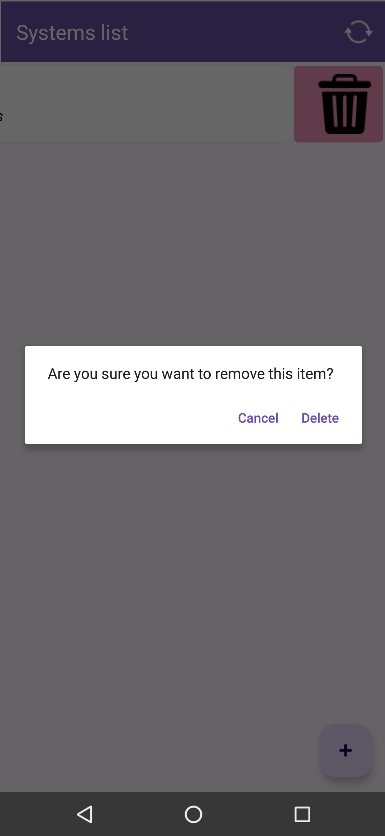 Systems list
s
Are you sure you want to remove this item?
Cancel Delete
+